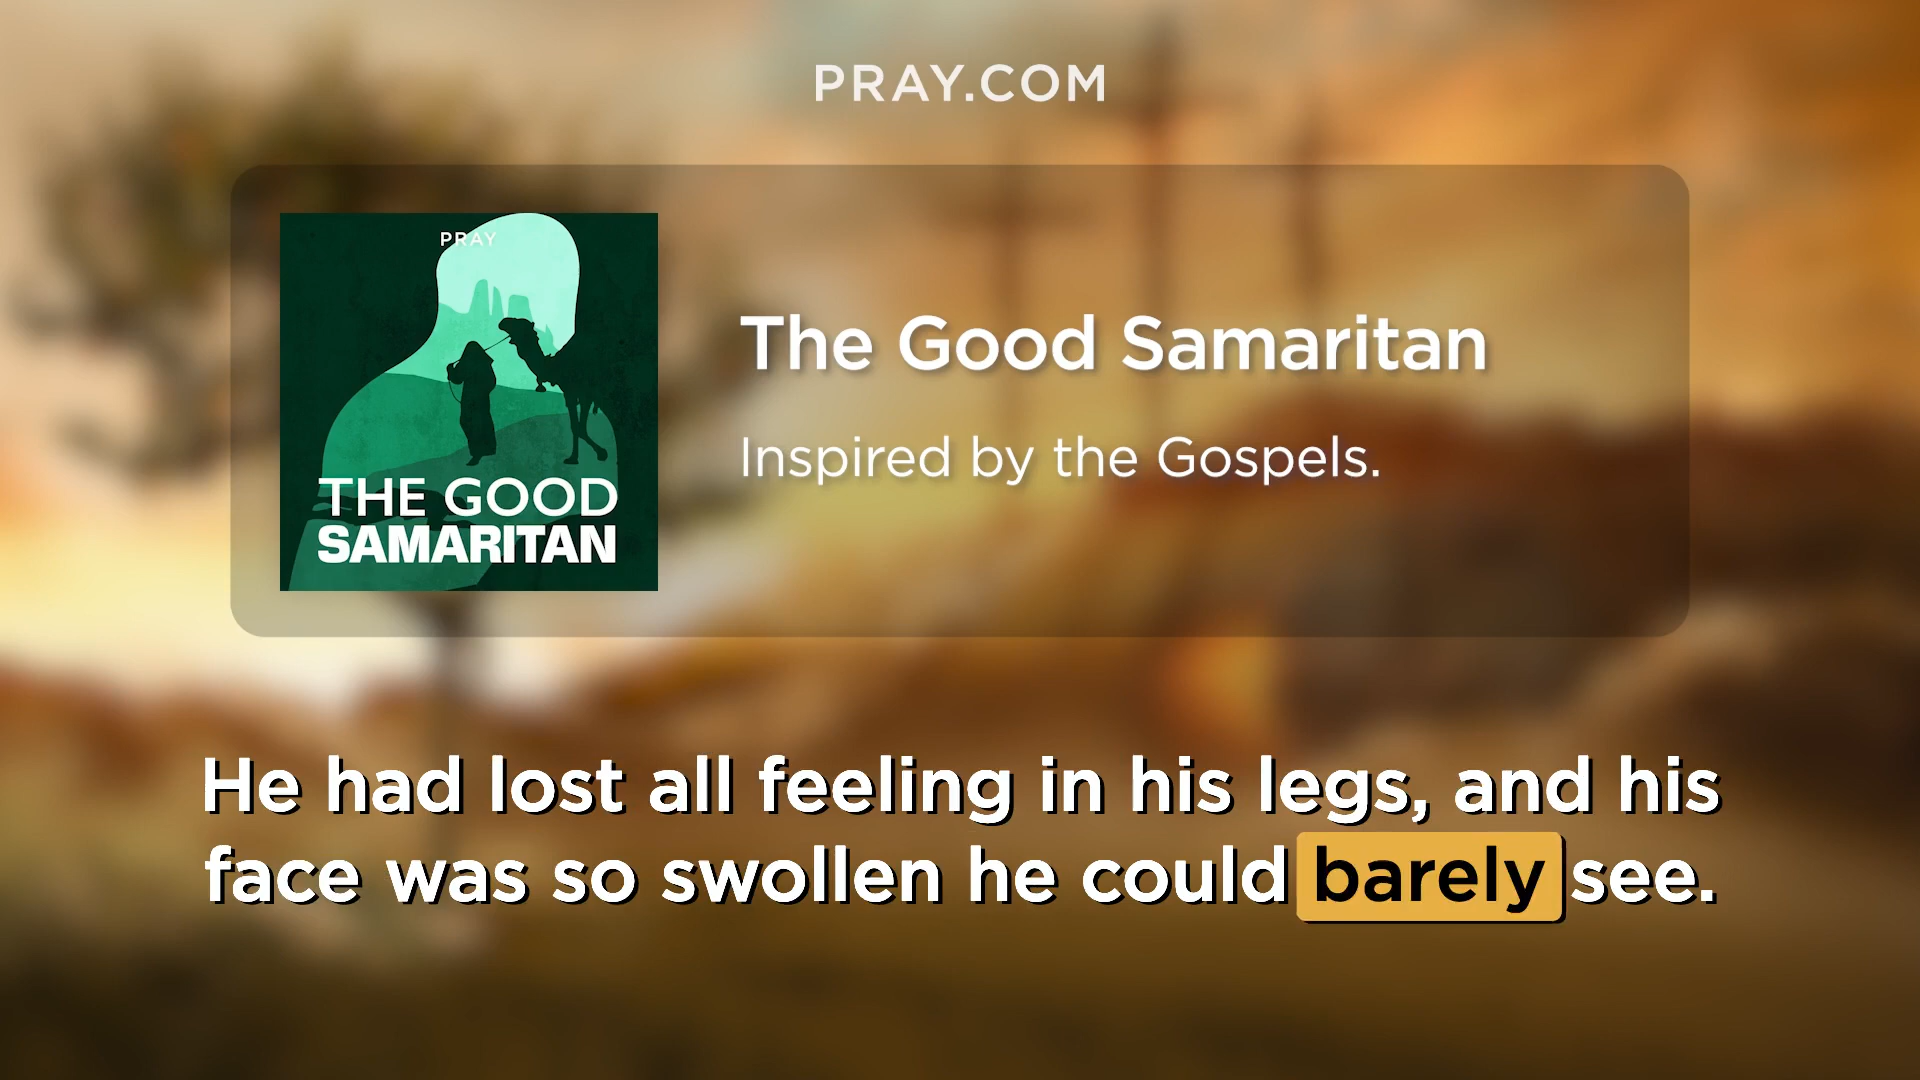 PRAY.COM
PRAY
THE GOOD
SAMARITAN
The Good Samaritan
Inspired by the Gospels.
He had lost all feeling in his legs, and his
face was so swollen he could barely see.